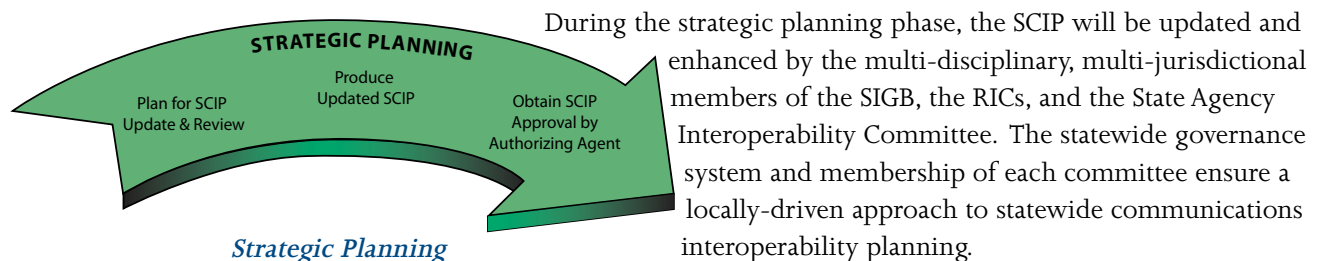 STRATEGIC PLANNING
Plan for SCIP
Update & Review
Produce
Updated SCIP
Obtain SCIP
Approval by
Authorizing Agent
Strategic Planning
During the strategic planning phase, the SCIP will be updated and
enhanced by the multi-disciplinary, multi-jurisdictional
members of the SIGB, the RICs, and the State Agency
Interoperability Committee. The statewide governance
system and membership of each committee ensure a
locally-driven approach to statewide communications
interoperability planning.